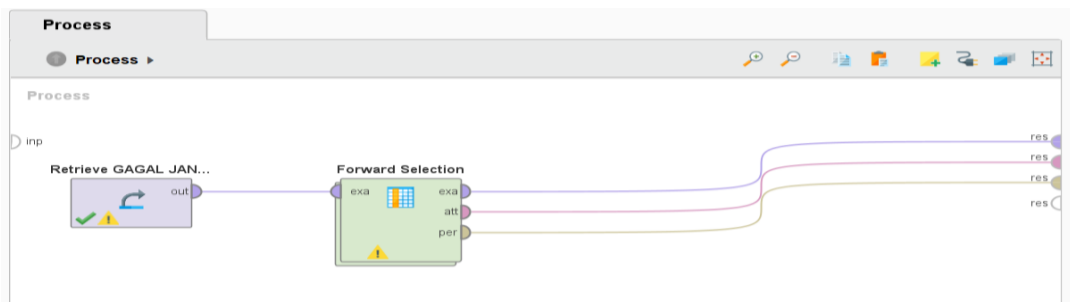 Process
Process
Process
inp
res
res
Retrieve GAGAL JAN...
Forward Selection
out
exa
exa
res
att
res
per